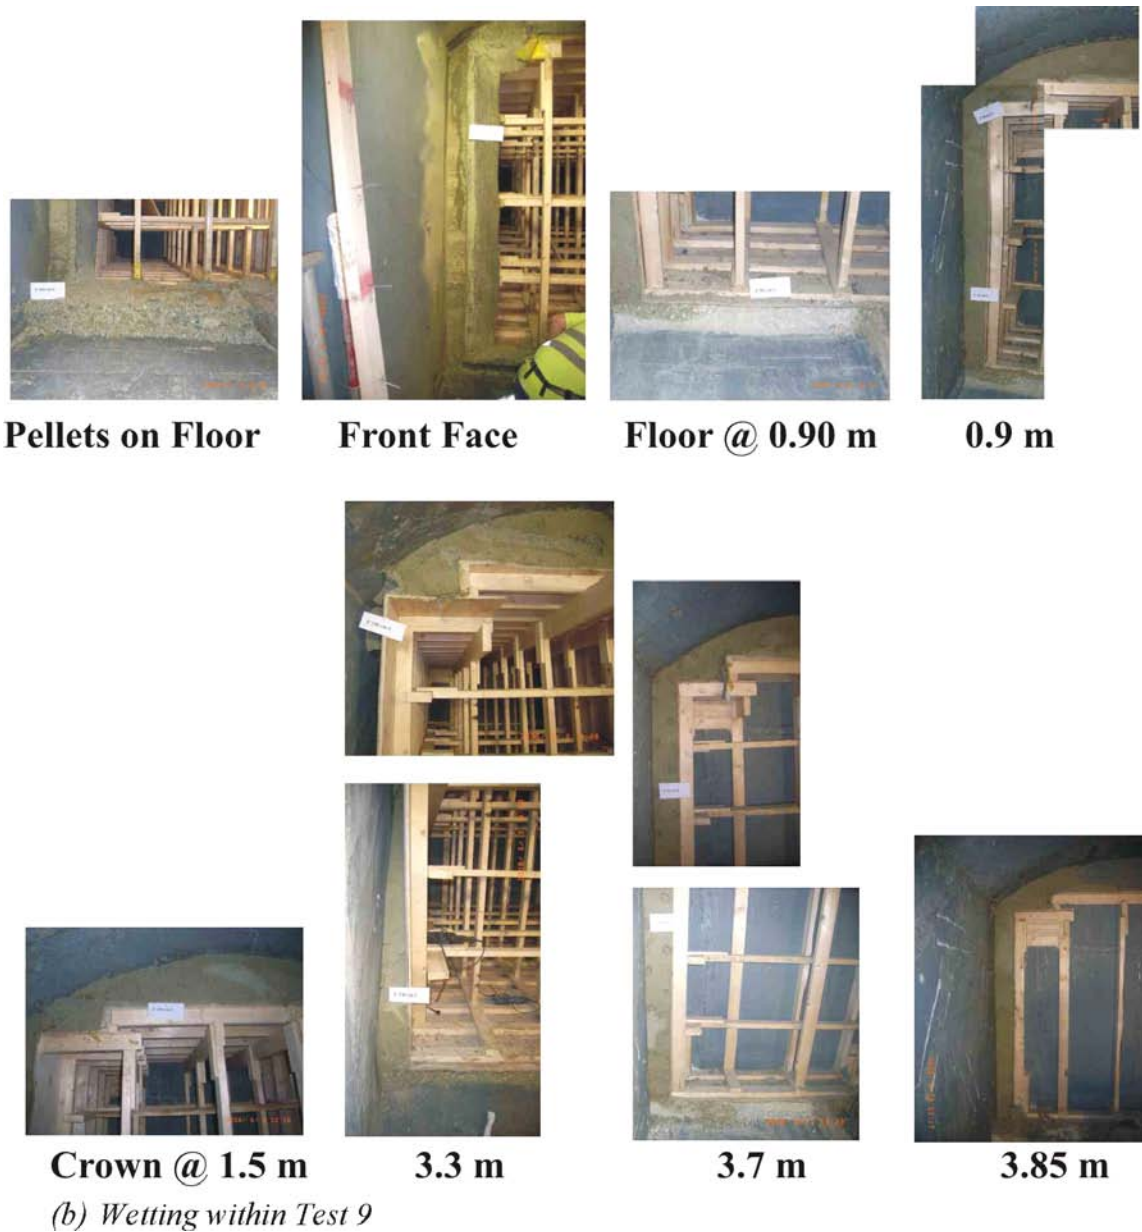 Pellets on Floor
Front Face
Floor @ 0.90 m
0.9 m
Crown @ 1.5 m
3.3 m
3.7 m
3.85 m
(b) Wetting within Test 9